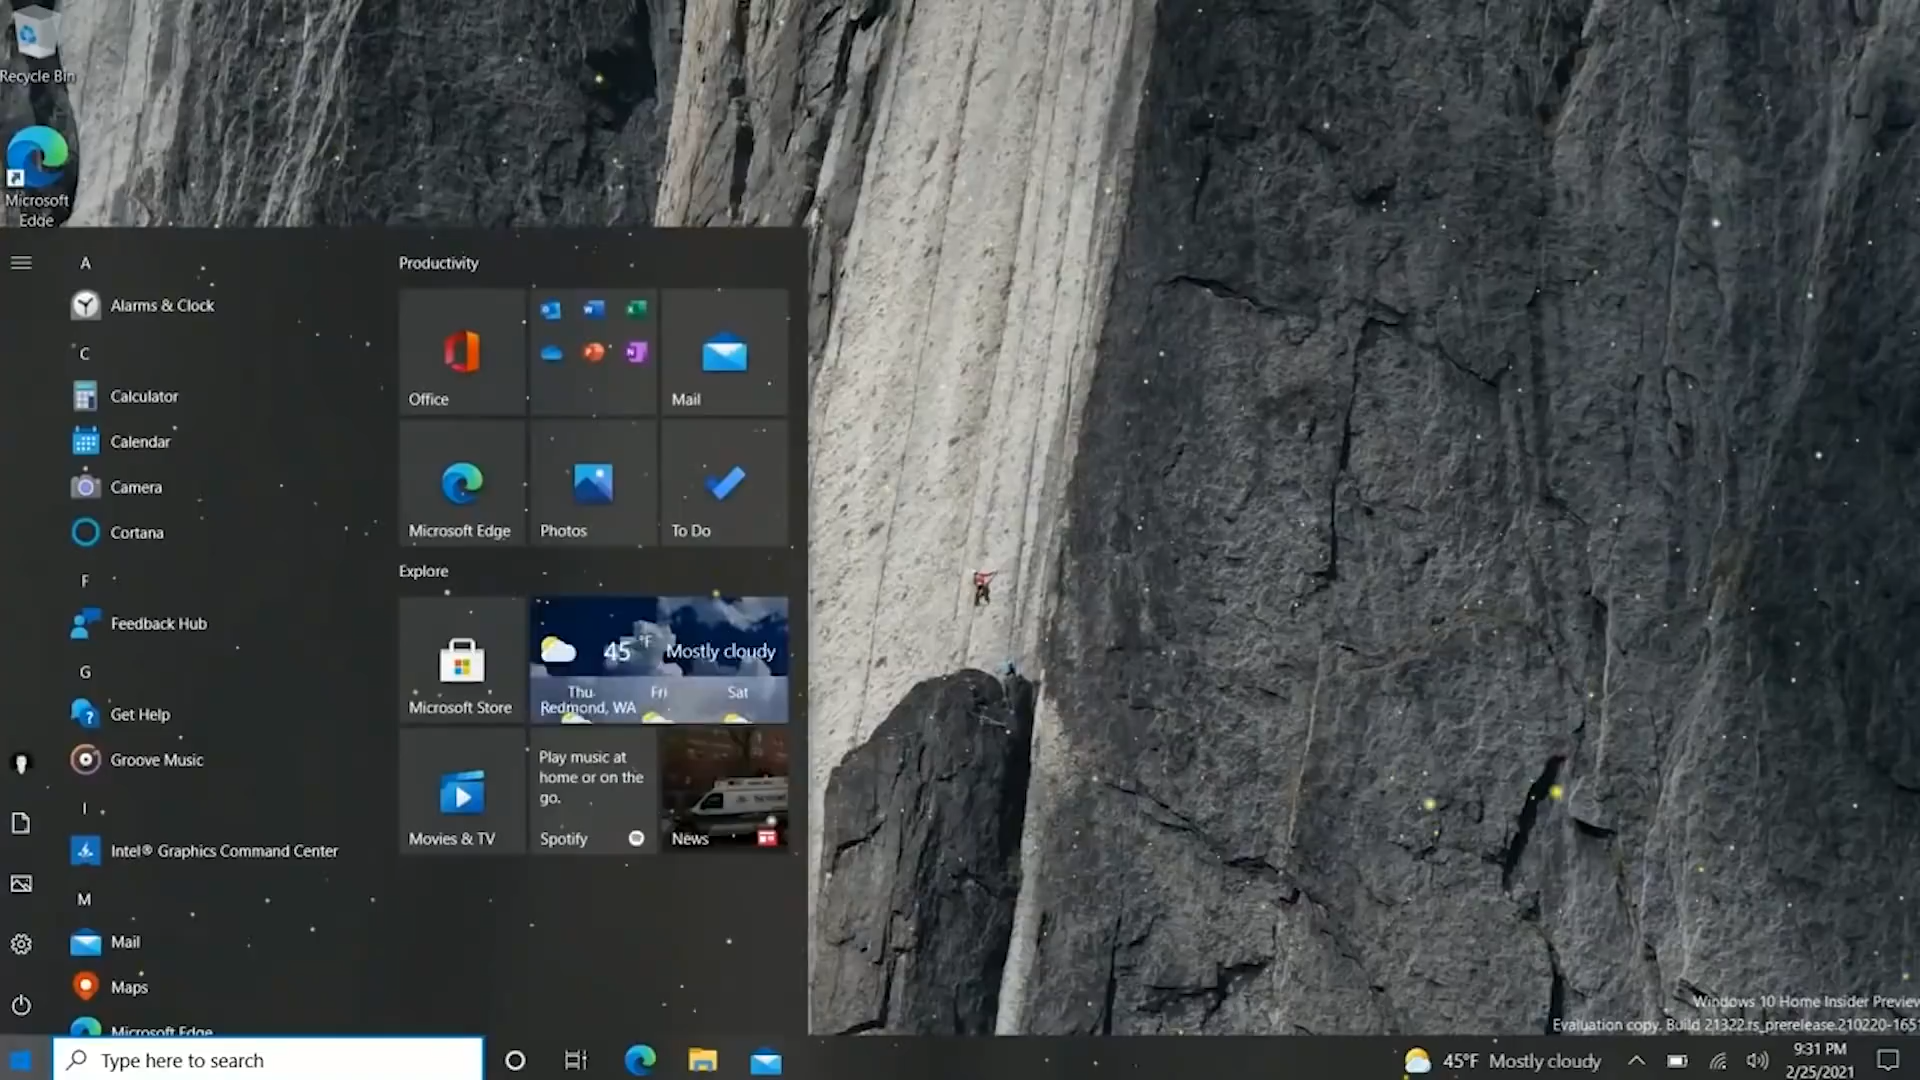 Recycle Bin
Microsoft
Edge
A
Alarms & Clock
C
Calculator
Calendar
Camera
Cortana
F
Feedback Hub
G
Get Help
Groove Music
I
Intel® Graphics Command Center
M
Mail
Maps
Microsoft Edge
Productivity
Office
Mail
Microsoft Edge
Photos
To Do
Explore
Microsoft Store
45 °F Mostly cloudy
Thu Fri Sat
Redmond, WA
Movies & TV
Play music at
home or on the
go.
Spotify
News
Windows 10 Home Insider Preview
Evaluation copy. Build 21322.rs_prerelease.210220-165
Type here to search
45°F Mostly cloudy
9:31 PM
2/25/2021